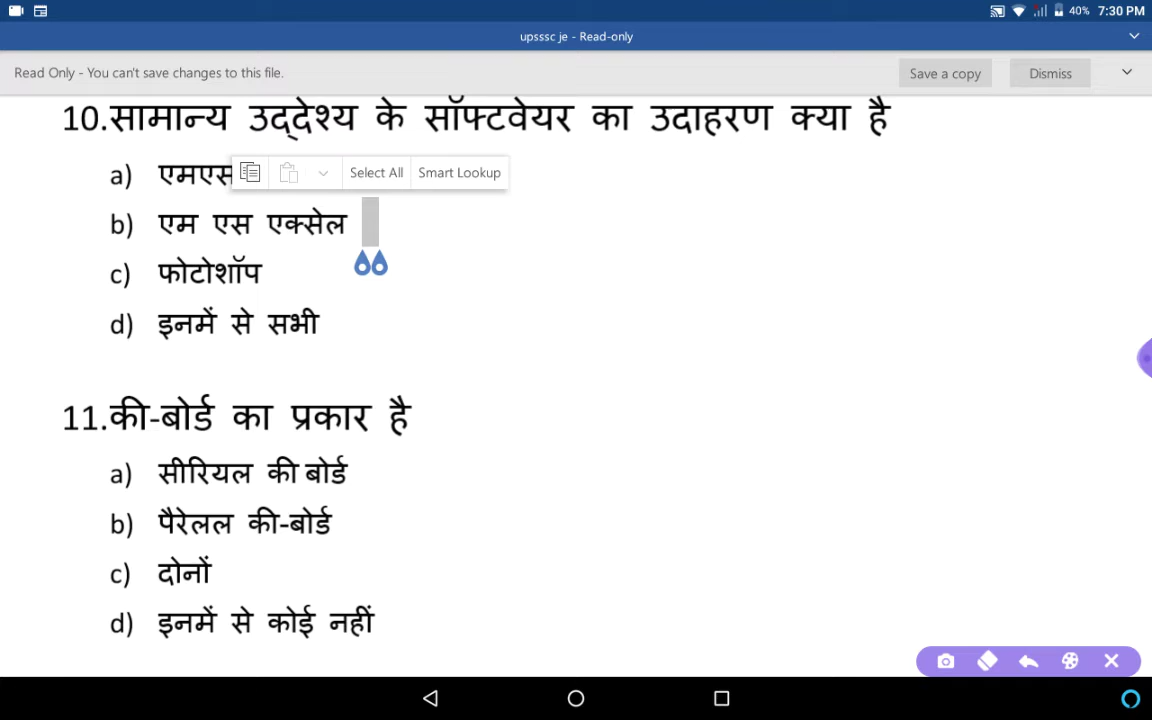 40% 7:30 PM
upsssc je - Read-only
Read Only - You can't save changes to this file.
Save a copy
Dismiss
10.सामान्य उद्देश्य के सॉफ्टवेयर का उदाहरण क्या है
a) एमएस
Select All
Smart Lookup
b) एम एस एक्सेल
c) फोटोशॉप
d) इनमें से सभी
11.की-बोर्ड का प्रकार है
a) सीरियल की बोर्ड
b) पैरेलल की-बोर्ड
c) दोनों
d) इनमें से कोई नहीं